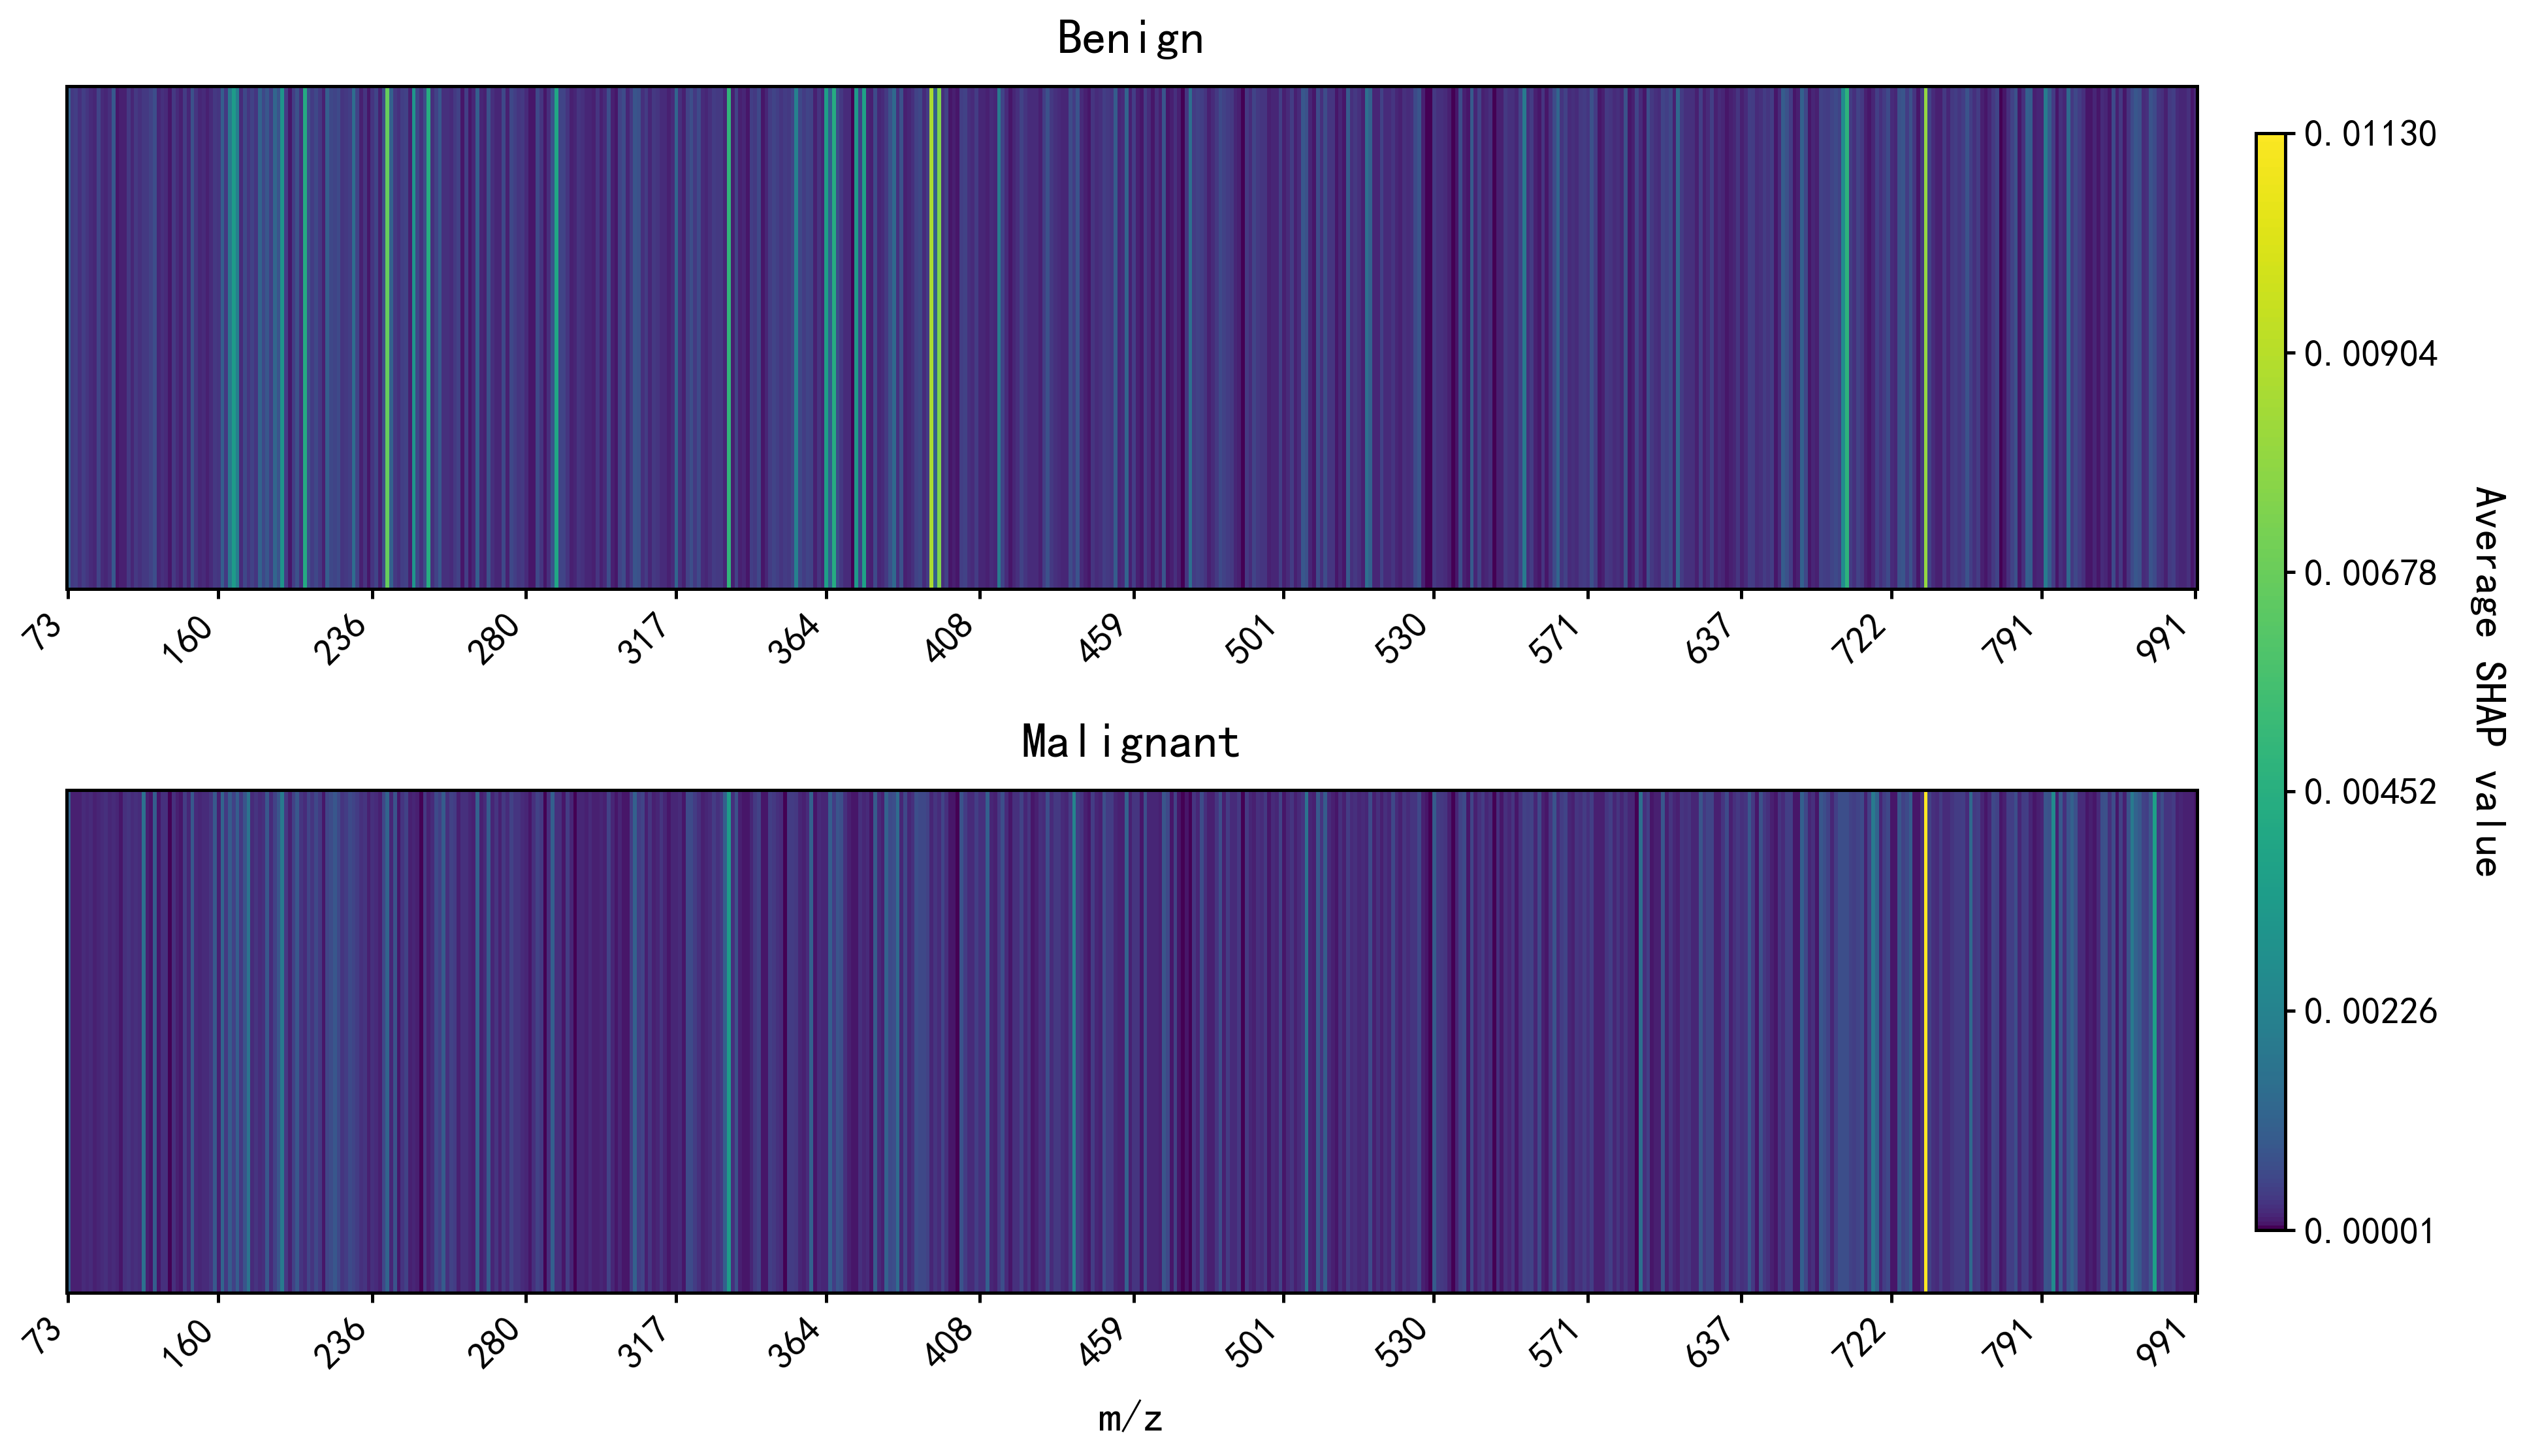 Benign
73 160 236 280 317 364 408 459 501 530 571 637 722 791 991
Malignant
73 160 236 280 317 364 408 459 501 530 571 637 722 791 991
m/z
0.01130
0.00904
0.00678
0.00452
0.00226
0.00001
Average SHAP value